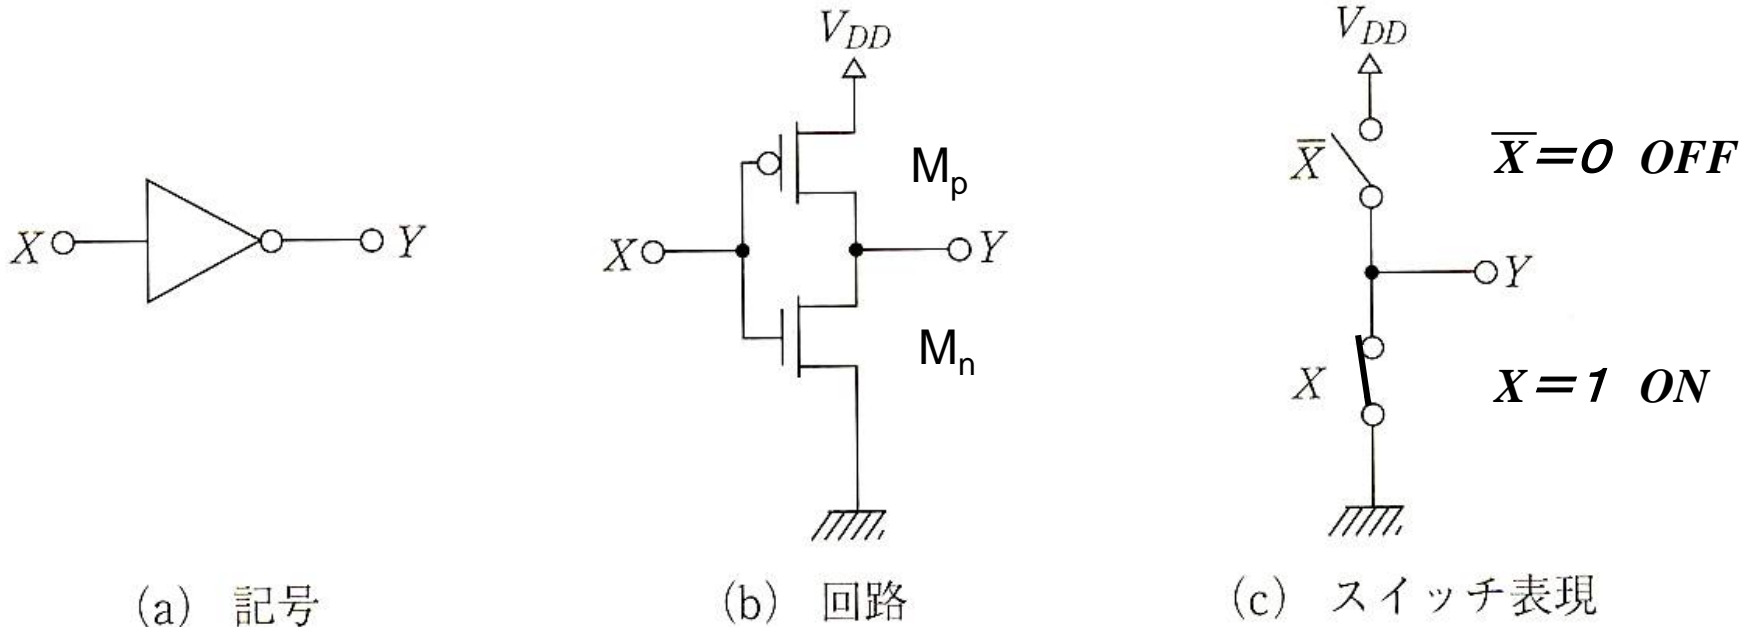 X
Y
(a) 記号
V_DD
M_p
X
Y
M_n
(b) 回路
V_DD
X̅
X̅=0 OFF
Y
X
X=1 ON
(c) スイッチ表現